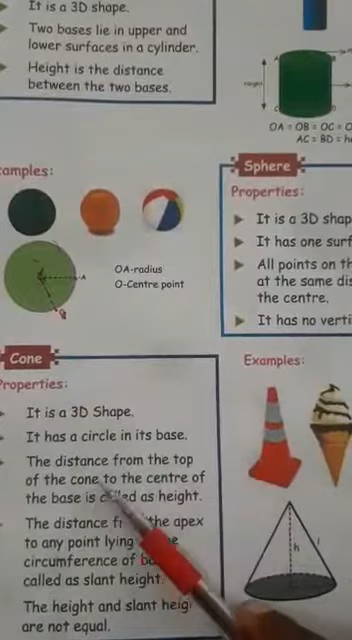 It is a 3D shape.
Two bases lie in upper and
lower surfaces in a cylinder.
Height is the distance
between the two bases.
OA = OB = OC = O
AC = BD = h
amples:
OA-radius
O-Centre point
A
Sphere
Properties:
It is a 3D shap
It has one surf
All points on th
at the same dis
the centre.
It has no verti
Cone
Properties:
It is a 3D Shape.
It has a circle in its base.
The distance from the top
of the cone to the centre of
the base is called as height.
The distance fr the apex
to any point lying
circumference of
called as slant height.
The height and slant heig
are not equal.
Examples:
h
l